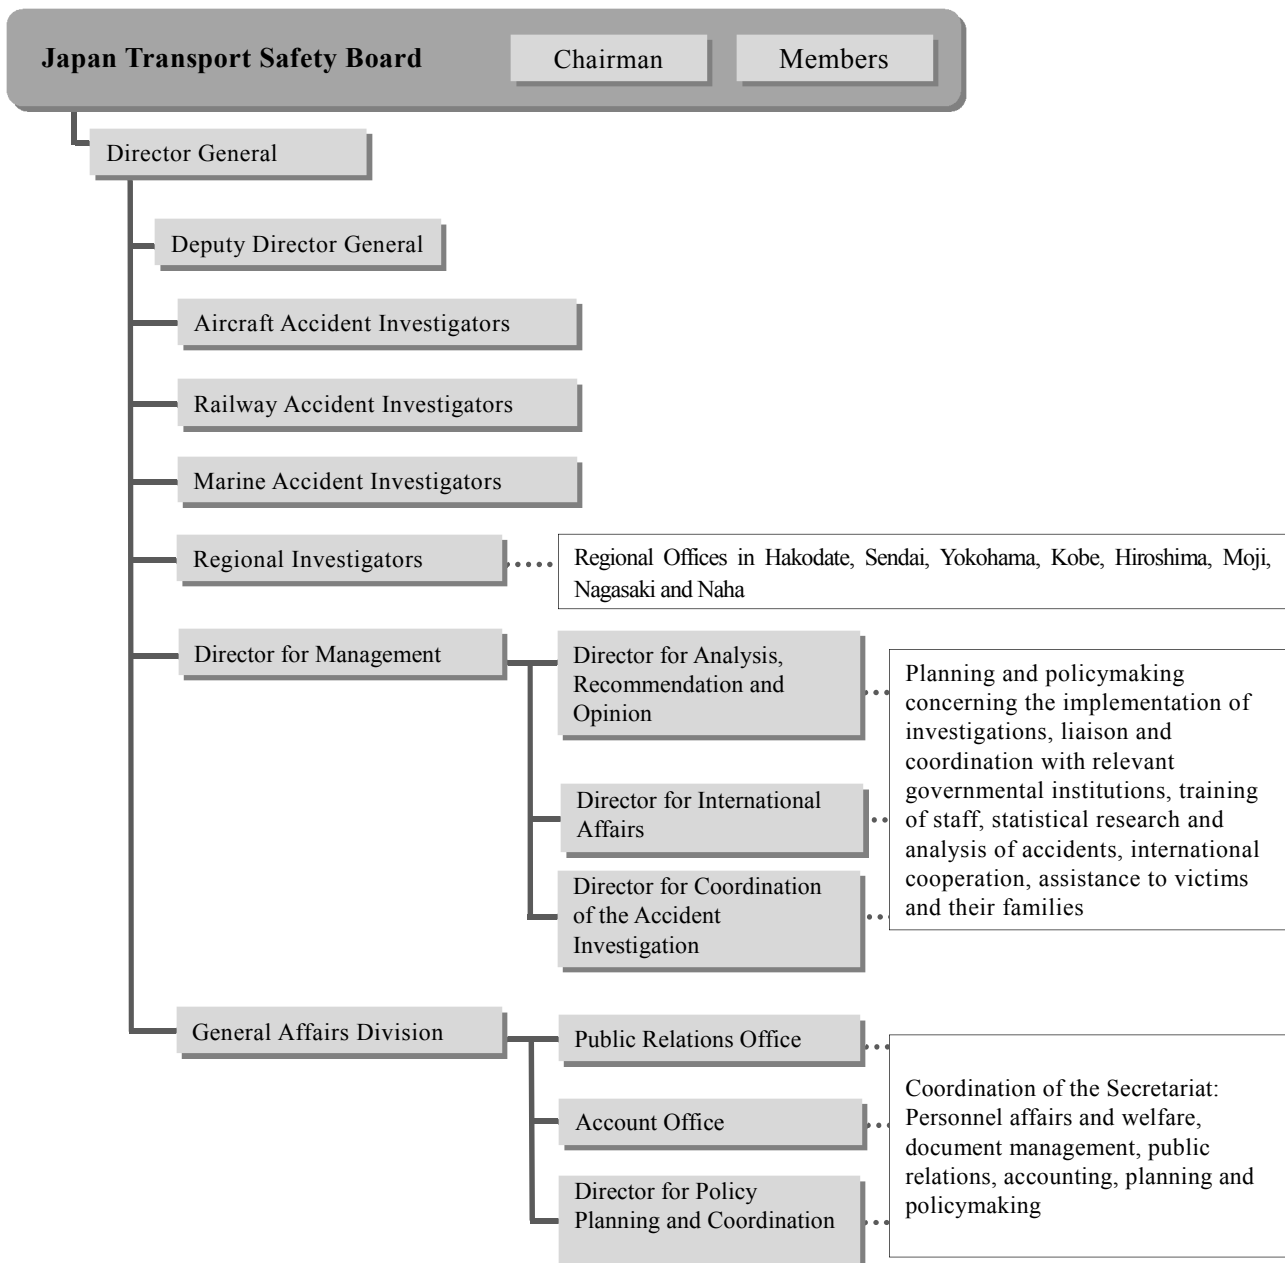 Japan Transport Safety Board
Chairman
Members
Director General
Deputy Director General
Aircraft Accident Investigators
Railway Accident Investigators
Marine Accident Investigators
Regional Investigators
Regional Offices in Hakodate, Sendai, Yokohama, Kobe, Hiroshima, Moji,
Nagasaki and Naha
Director for Management
Director for Analysis,
Recommendation and
Opinion
Director for International
Affairs
Director for Coordination
of the Accident
Investigation
Planning and policymaking
concerning the implementation of
investigations, liaison and
coordination with relevant
governmental institutions, training
of staff, statistical research and
analysis of accidents, international
cooperation, assistance to victims
and their families
General Affairs Division
Public Relations Office
Account Office
Director for Policy
Planning and Coordination
Coordination of the Secretariat:
Personnel affairs and welfare,
document management, public
relations, accounting, planning and
policymaking